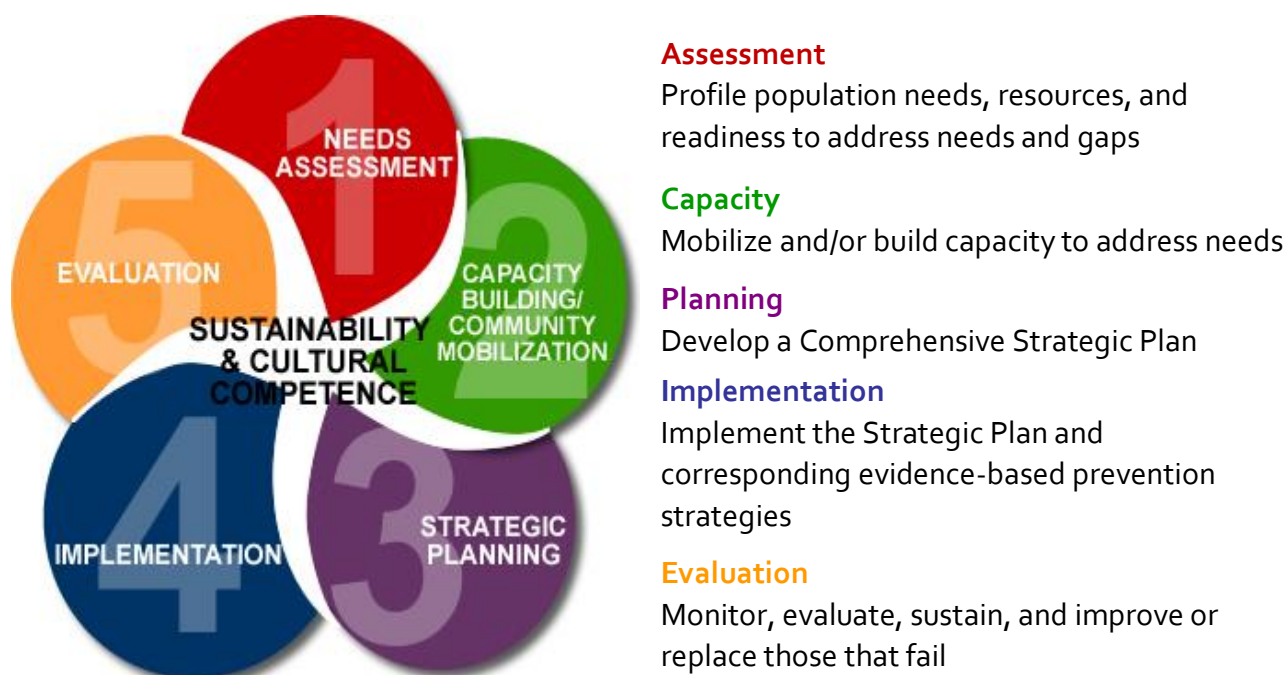 1
NEEDS
ASSESSMENT
2
CAPACITY
BUILDING/
COMMUNITY
MOBILIZATION
3
STRATEGIC
PLANNING
4
IMPLEMENTATION
5
EVALUATION
SUSTAINABILITY
& CULTURAL
COMPETENCE
Assessment
Profile population needs, resources, and
readiness to address needs and gaps
Capacity
Mobilize and/or build capacity to address needs
Planning
Develop a Comprehensive Strategic Plan
Implementation
Implement the Strategic Plan and
corresponding evidence-based prevention
strategies
Evaluation
Monitor, evaluate, sustain, and improve or
replace those that fail